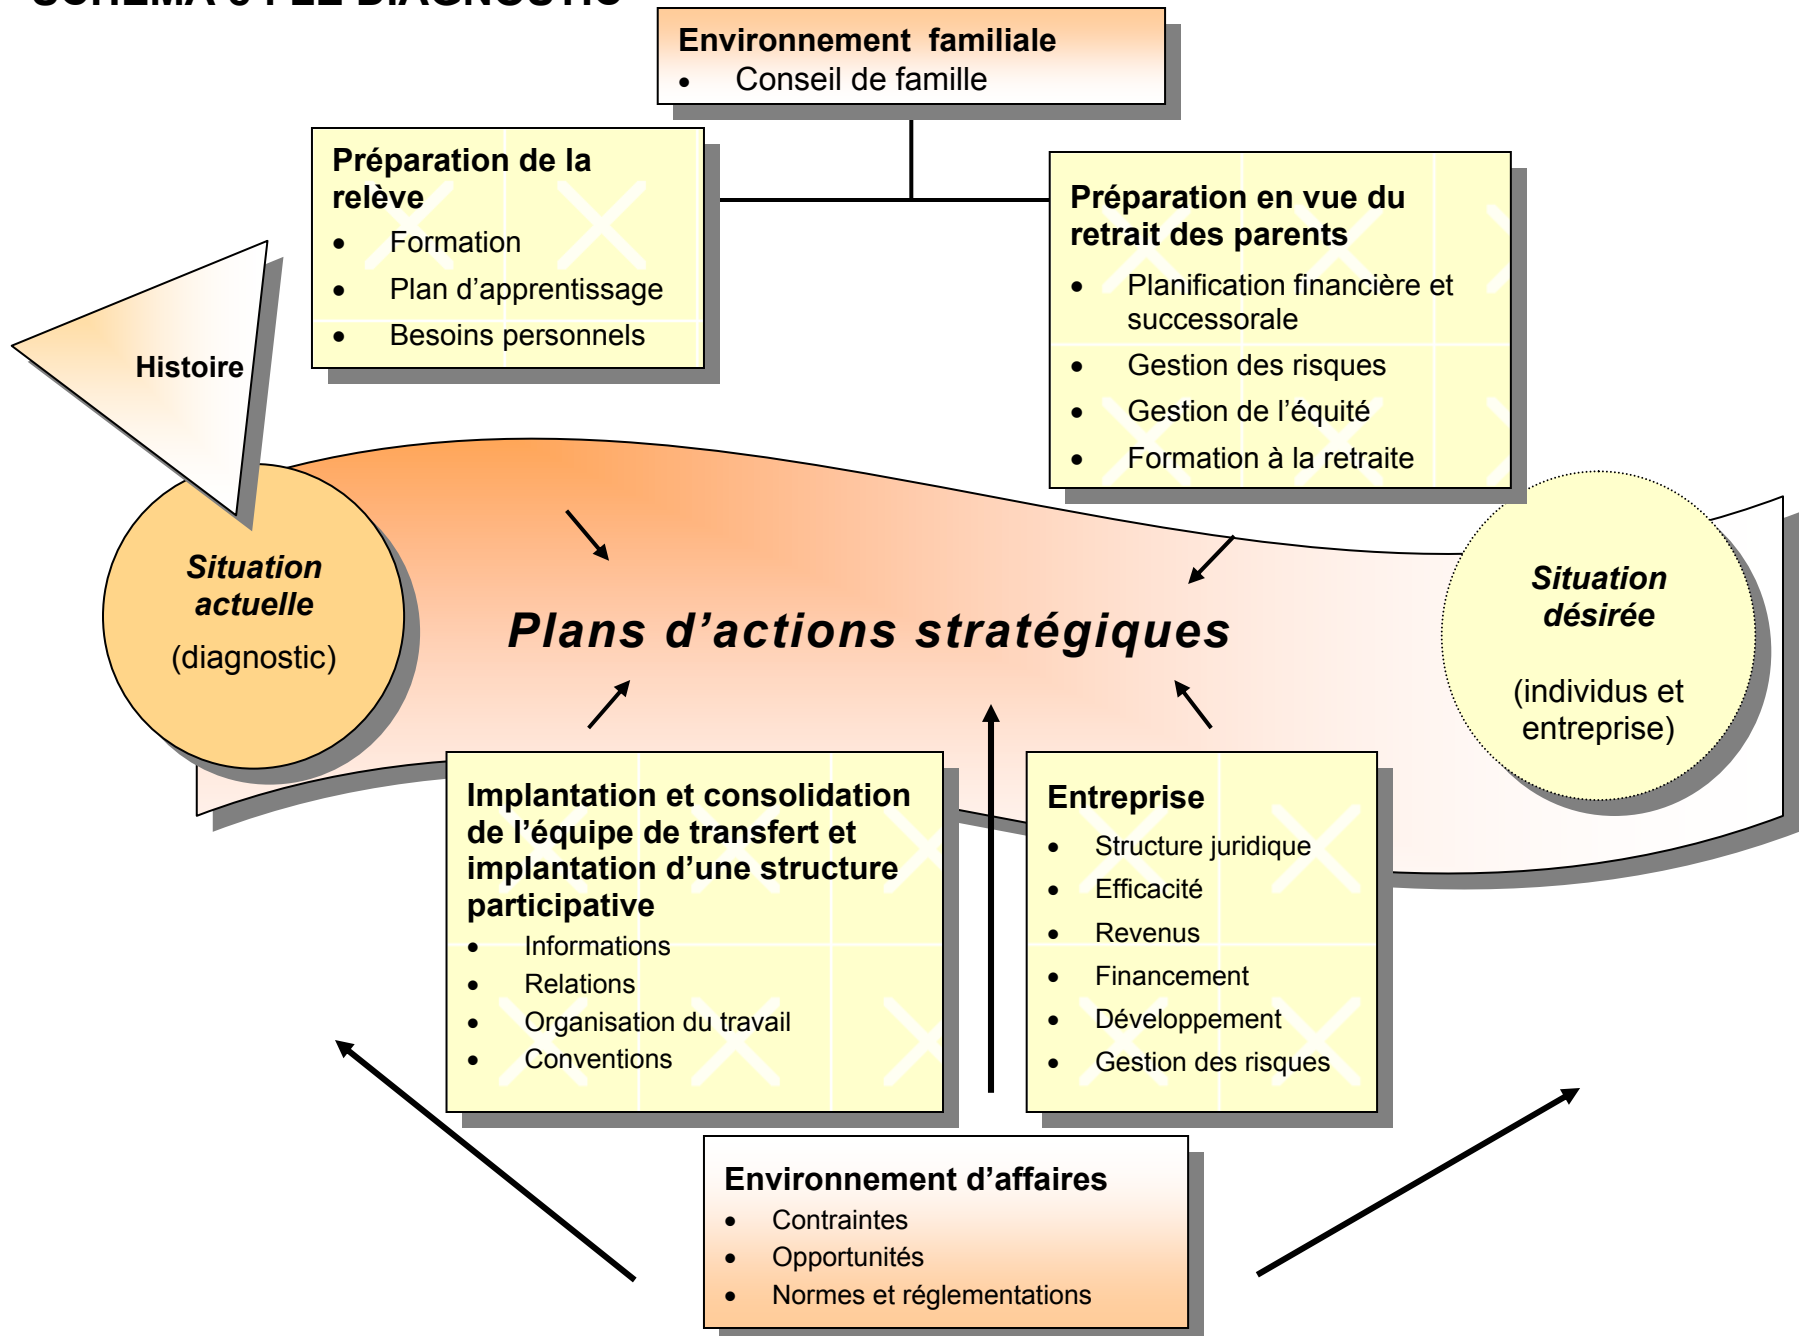 Environnement familiale
• Conseil de famille
Préparation de la
relève
• Formation
• Plan d’apprentissage
• Besoins personnels
Préparation en vue du
retrait des parents
• Planification financière et
successorale
• Gestion des risques
• Gestion de l’équité
• Formation à la retraite
Histoire
Situation
actuelle
(diagnostic)
Plans d’actions stratégiques
Situation
désirée
(individus et
entreprise)
Implantation et consolidation
de l’équipe de transfert et
implantation d’une structure
participative
• Informations
• Relations
• Organisation du travail
• Conventions
Entreprise
• Structure juridique
• Efficacité
• Revenus
• Financement
• Développement
• Gestion des risques
Environnement d’affaires
• Contraintes
• Opportunités
• Normes et réglementations